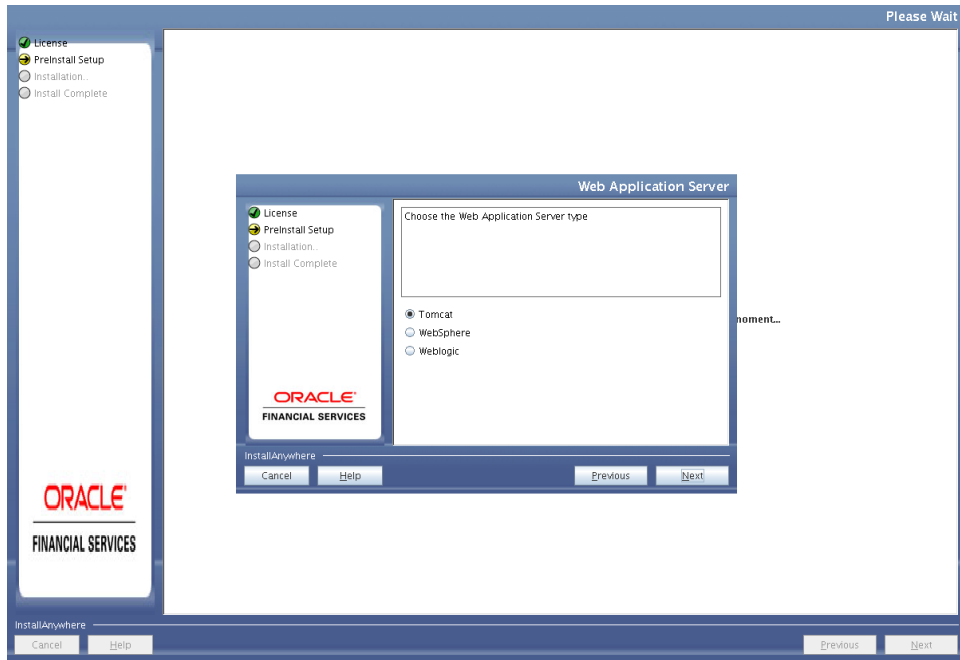 Please Wait
License
PreInstall Setup
Installation..
Install Complete
Web Application Server
License
PreInstall Setup
Installation..
Install Complete
Choose the Web Application Server type
Tomcat
WebSphere
Weblogic
noment...
ORACLE
FINANCIAL SERVICES
InstallAnywhere
Cancel
Help
Previous
Next
ORACLE
FINANCIAL SERVICES
InstallAnywhere
Cancel
Help
Previous
Next